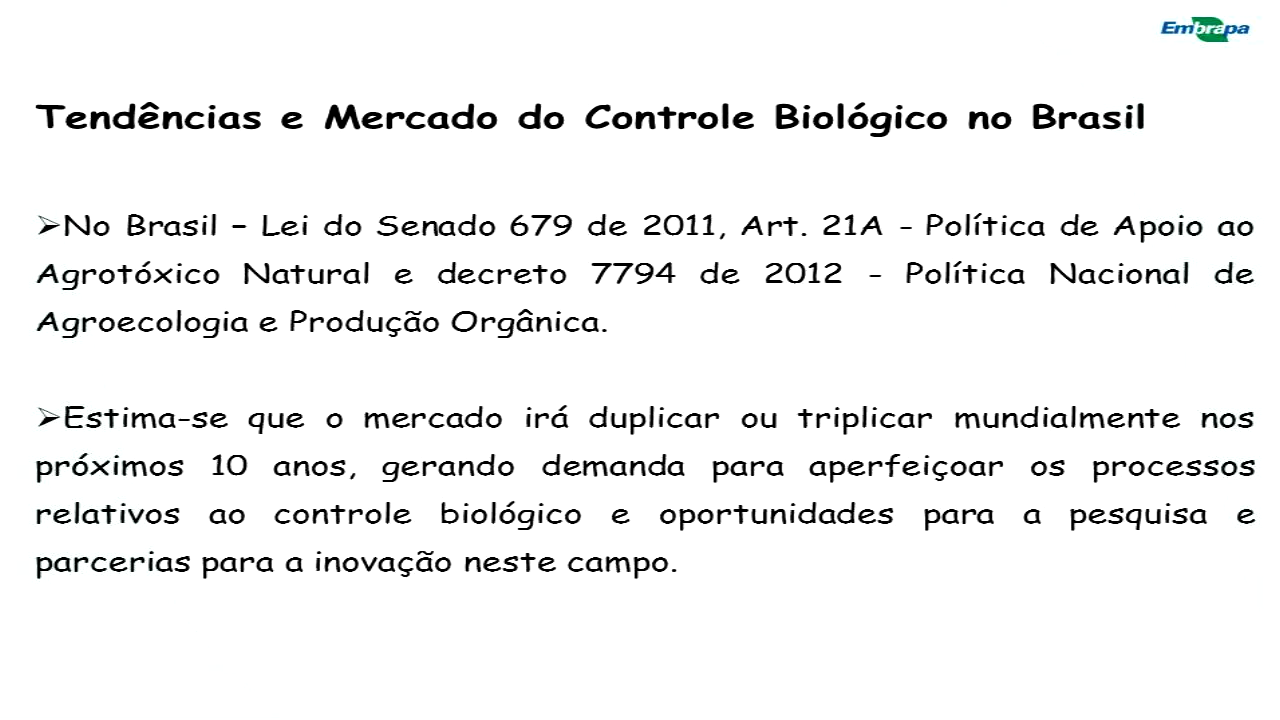 Embrapa
Tendências e Mercado do Controle Biológico no Brasil
➢No Brasil – Lei do Senado 679 de 2011, Art. 21A - Política de Apoio ao
Agrotóxico Natural e decreto 7794 de 2012 - Política Nacional de
Agroecologia e Produção Orgânica.
➢Estima-se que o mercado irá duplicar ou triplicar mundialmente nos
próximos 10 anos, gerando demanda para aperfeiçoar os processos
relativos ao controle biológico e oportunidades para a pesquisa e
parcerias para a inovação neste campo.